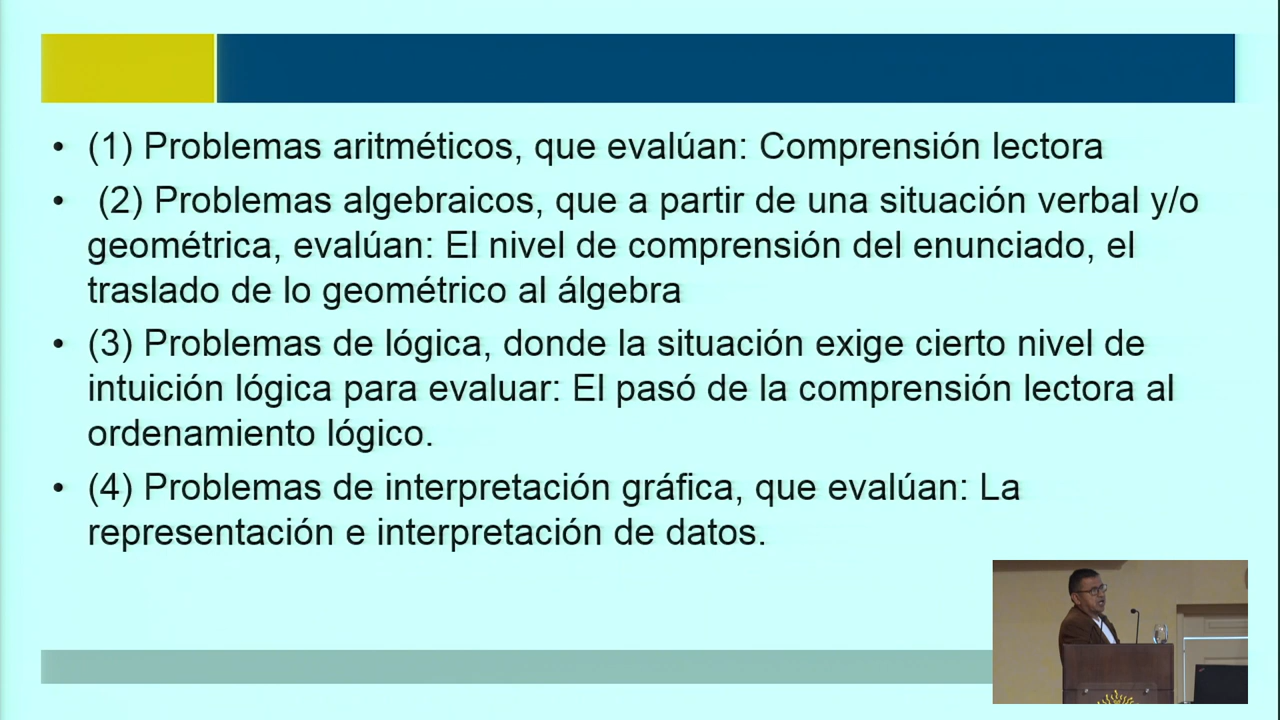 • (1) Problemas aritméticos, que evalúan: Comprensión lectora
• (2) Problemas algebraicos, que a partir de una situación verbal y/o
geométrica, evalúan: El nivel de comprensión del enunciado, el
traslado de lo geométrico al álgebra
• (3) Problemas de lógica, donde la situación exige cierto nivel de
intuición lógica para evaluar: El pasó de la comprensión lectora al
ordenamiento lógico.
• (4) Problemas de interpretación gráfica, que evalúan: La
representación e interpretación de datos.